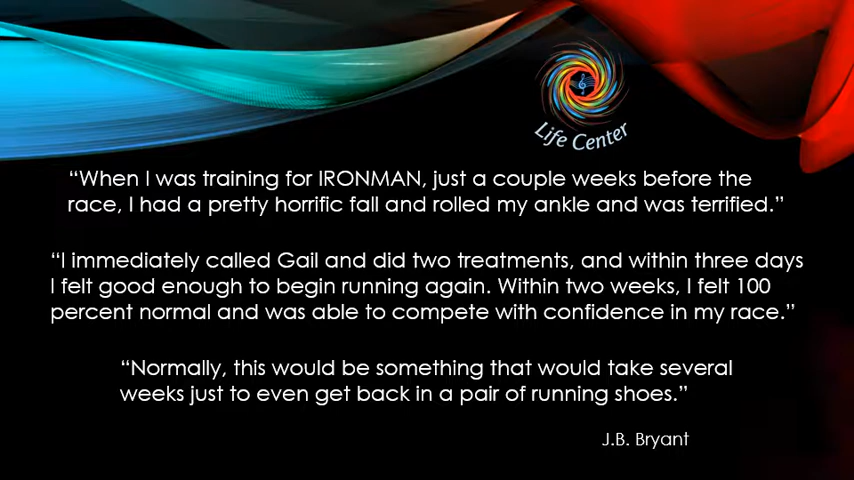 Life Center
“When I was training for IRONMAN, just a couple weeks before the
race, I had a pretty horrific fall and rolled my ankle and was terrified.”
“I immediately called Gail and did two treatments, and within three days
I felt good enough to begin running again. Within two weeks, I felt 100
percent normal and was able to compete with confidence in my race.”
“Normally, this would be something that would take several
weeks just to even get back in a pair of running shoes.”
J.B. Bryant